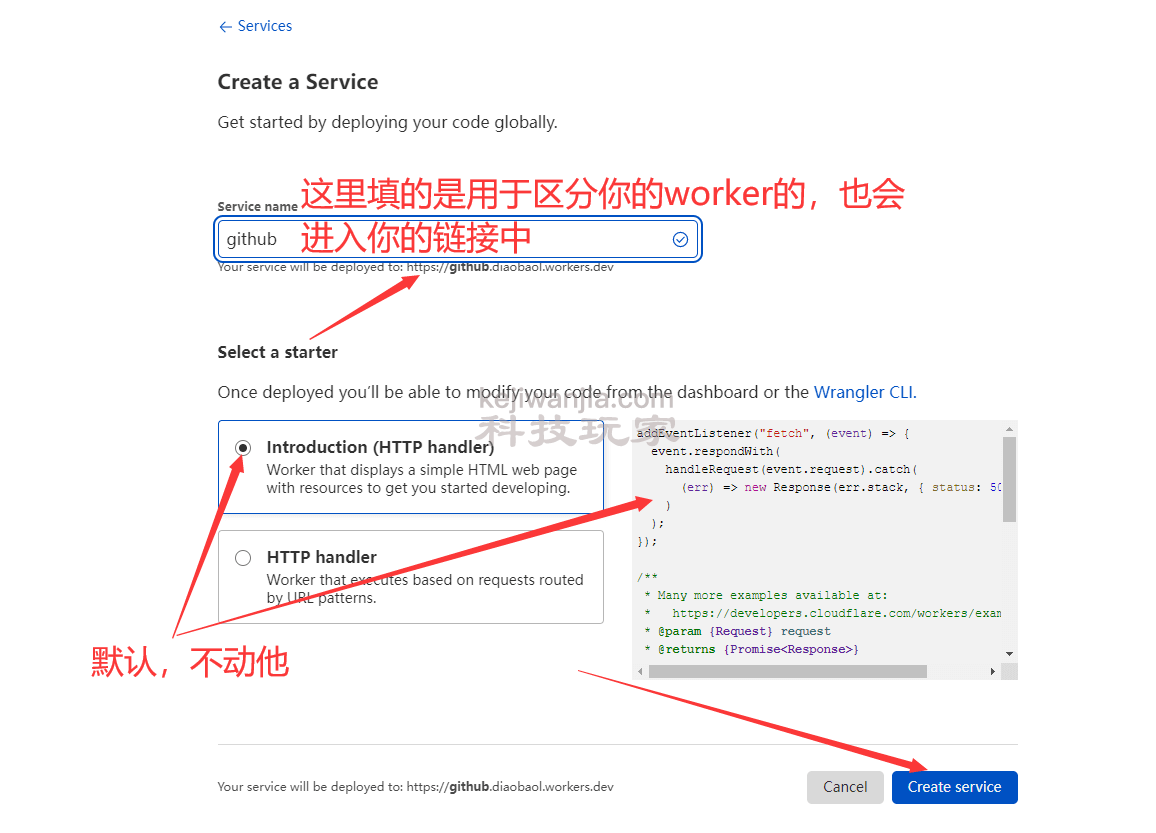 ← Services
Create a Service
Get started by deploying your code globally.
Service name
这里填的是用于区分你的worker的，也会
进入你的链接中
github
Your service will be deployed to: https://github.diaobaol.workers.dev
Select a starter
Once deployed you'll be able to modify your code from the dashboard or the Wrangler CLI.
kejiwanjia.com
科技玩家
Introduction (HTTP handler)
Worker that displays a simple HTML web page
with resources to get you started developing.
HTTP handler
Worker that executes based on requests routed
by URL patterns.
addEventListener("fetch", (event) => {
event.respondWith(
handleRequest(event.request).catch(
(err) => new Response(err.stack, { status: 50
)
);
});
/**
* Many more examples available at:
* https://developers.cloudflare.com/workers/exam
* @param {Request} request
* @returns {Promise<Response>}
默认，不动他
Your service will be deployed to: https://github.diaobaol.workers.dev
Cancel
Create service